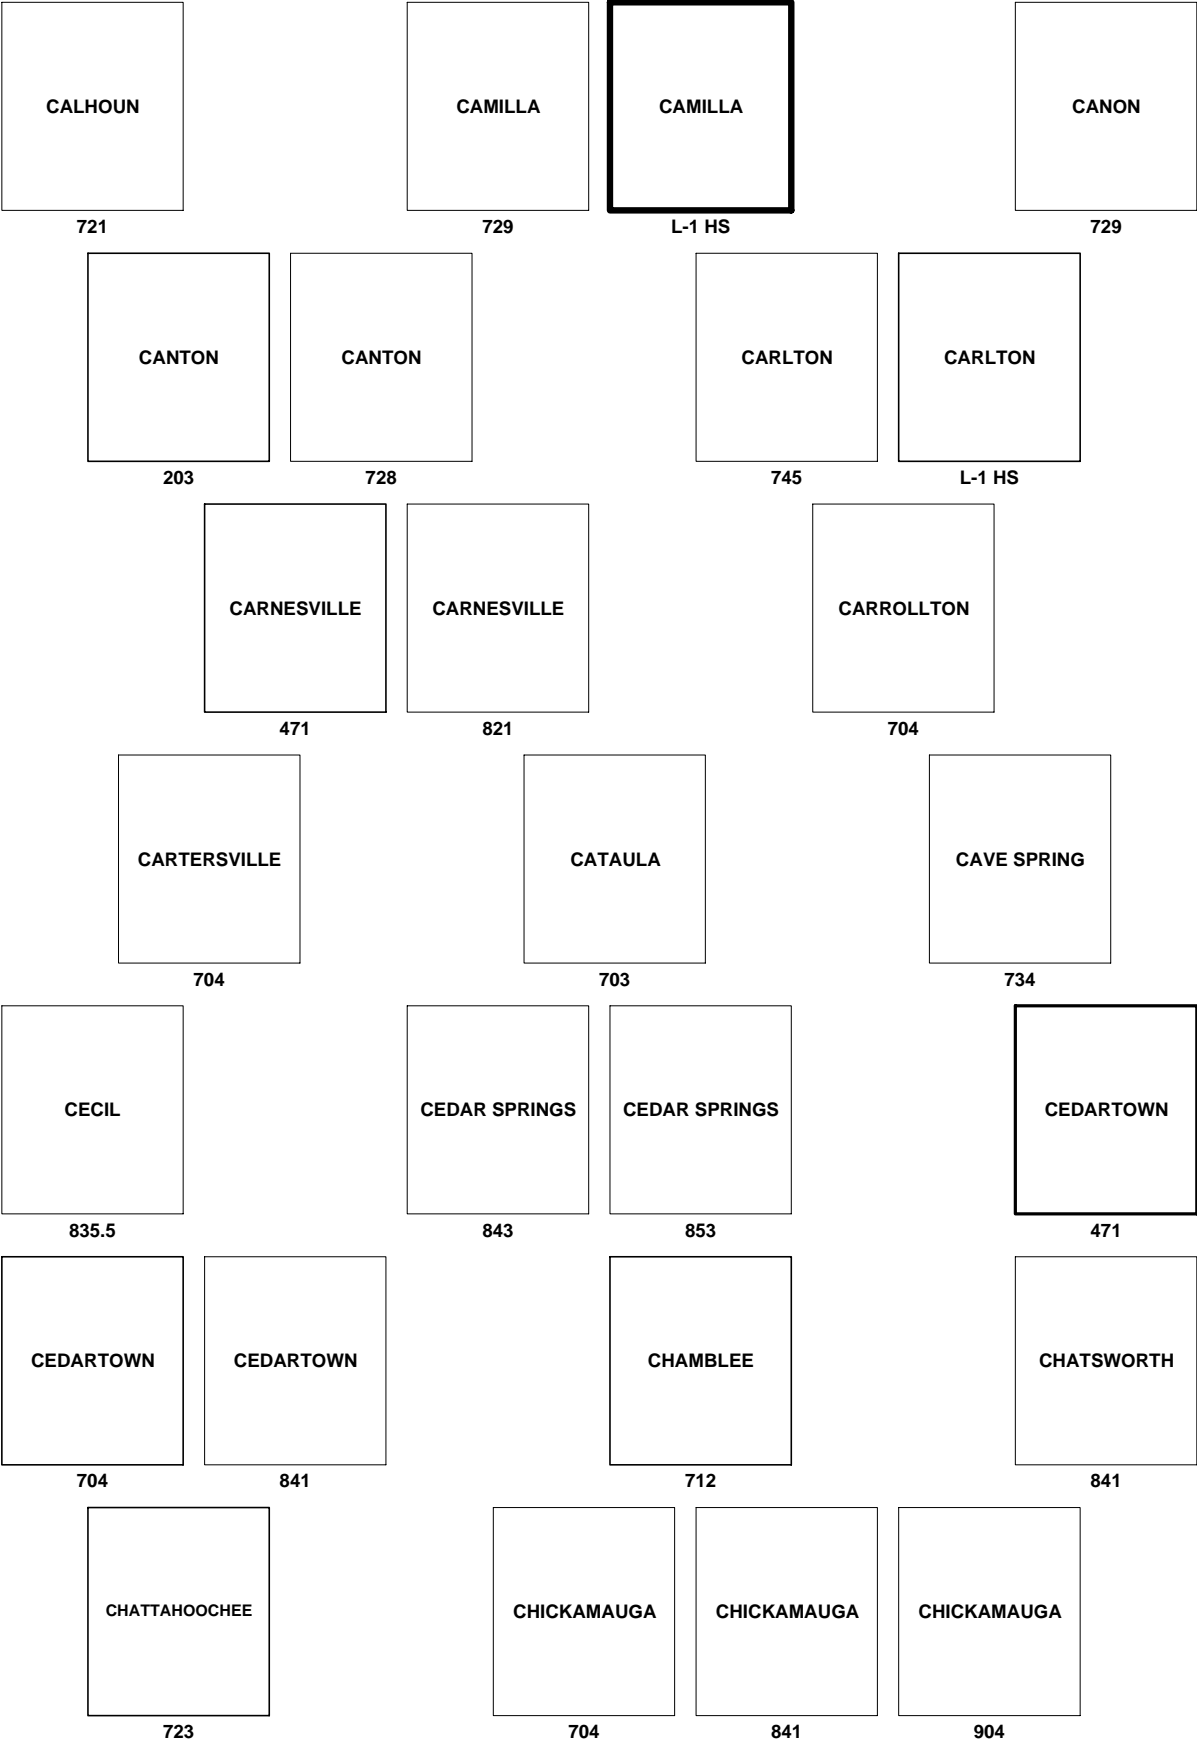 CALHOUN CAMILLA CAMILLA CANON
721 729 L-1 HS 729
CANTON CANTON CARLTON CARLTON
203 728 745 L-1 HS
CARNESVILLE CARNESVILLE CARROLLTON
471 821 704
CARTERSVILLE CATAULA CAVE SPRING
704 703 734
CECIL CEDAR SPRINGS CEDAR SPRINGS CEDARTOWN
835.5 843 853 471
CEDARTOWN CEDARTOWN CHAMBLEE CHATSWORTH
704 841 712 841
CHATTAHOOCHEE CHICKAMAUGA CHICKAMAUGA CHICKAMAUGA
723 704 841 904